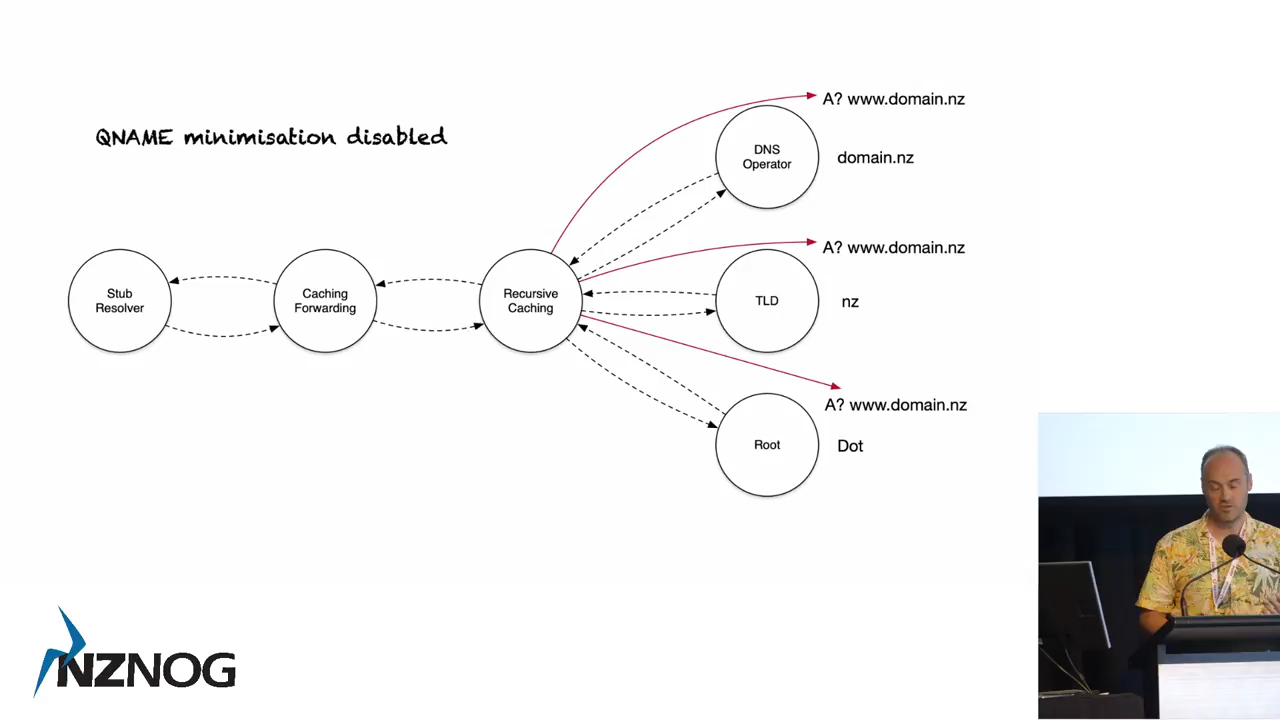 QNAME minimisation disabled
A? www.domain.nz
DNS
Operator
domain.nz
A? www.domain.nz
Stub
Resolver
Caching
Forwarding
Recursive
Caching
TLD
nz
A? www.domain.nz
Root
Dot
NZNOG